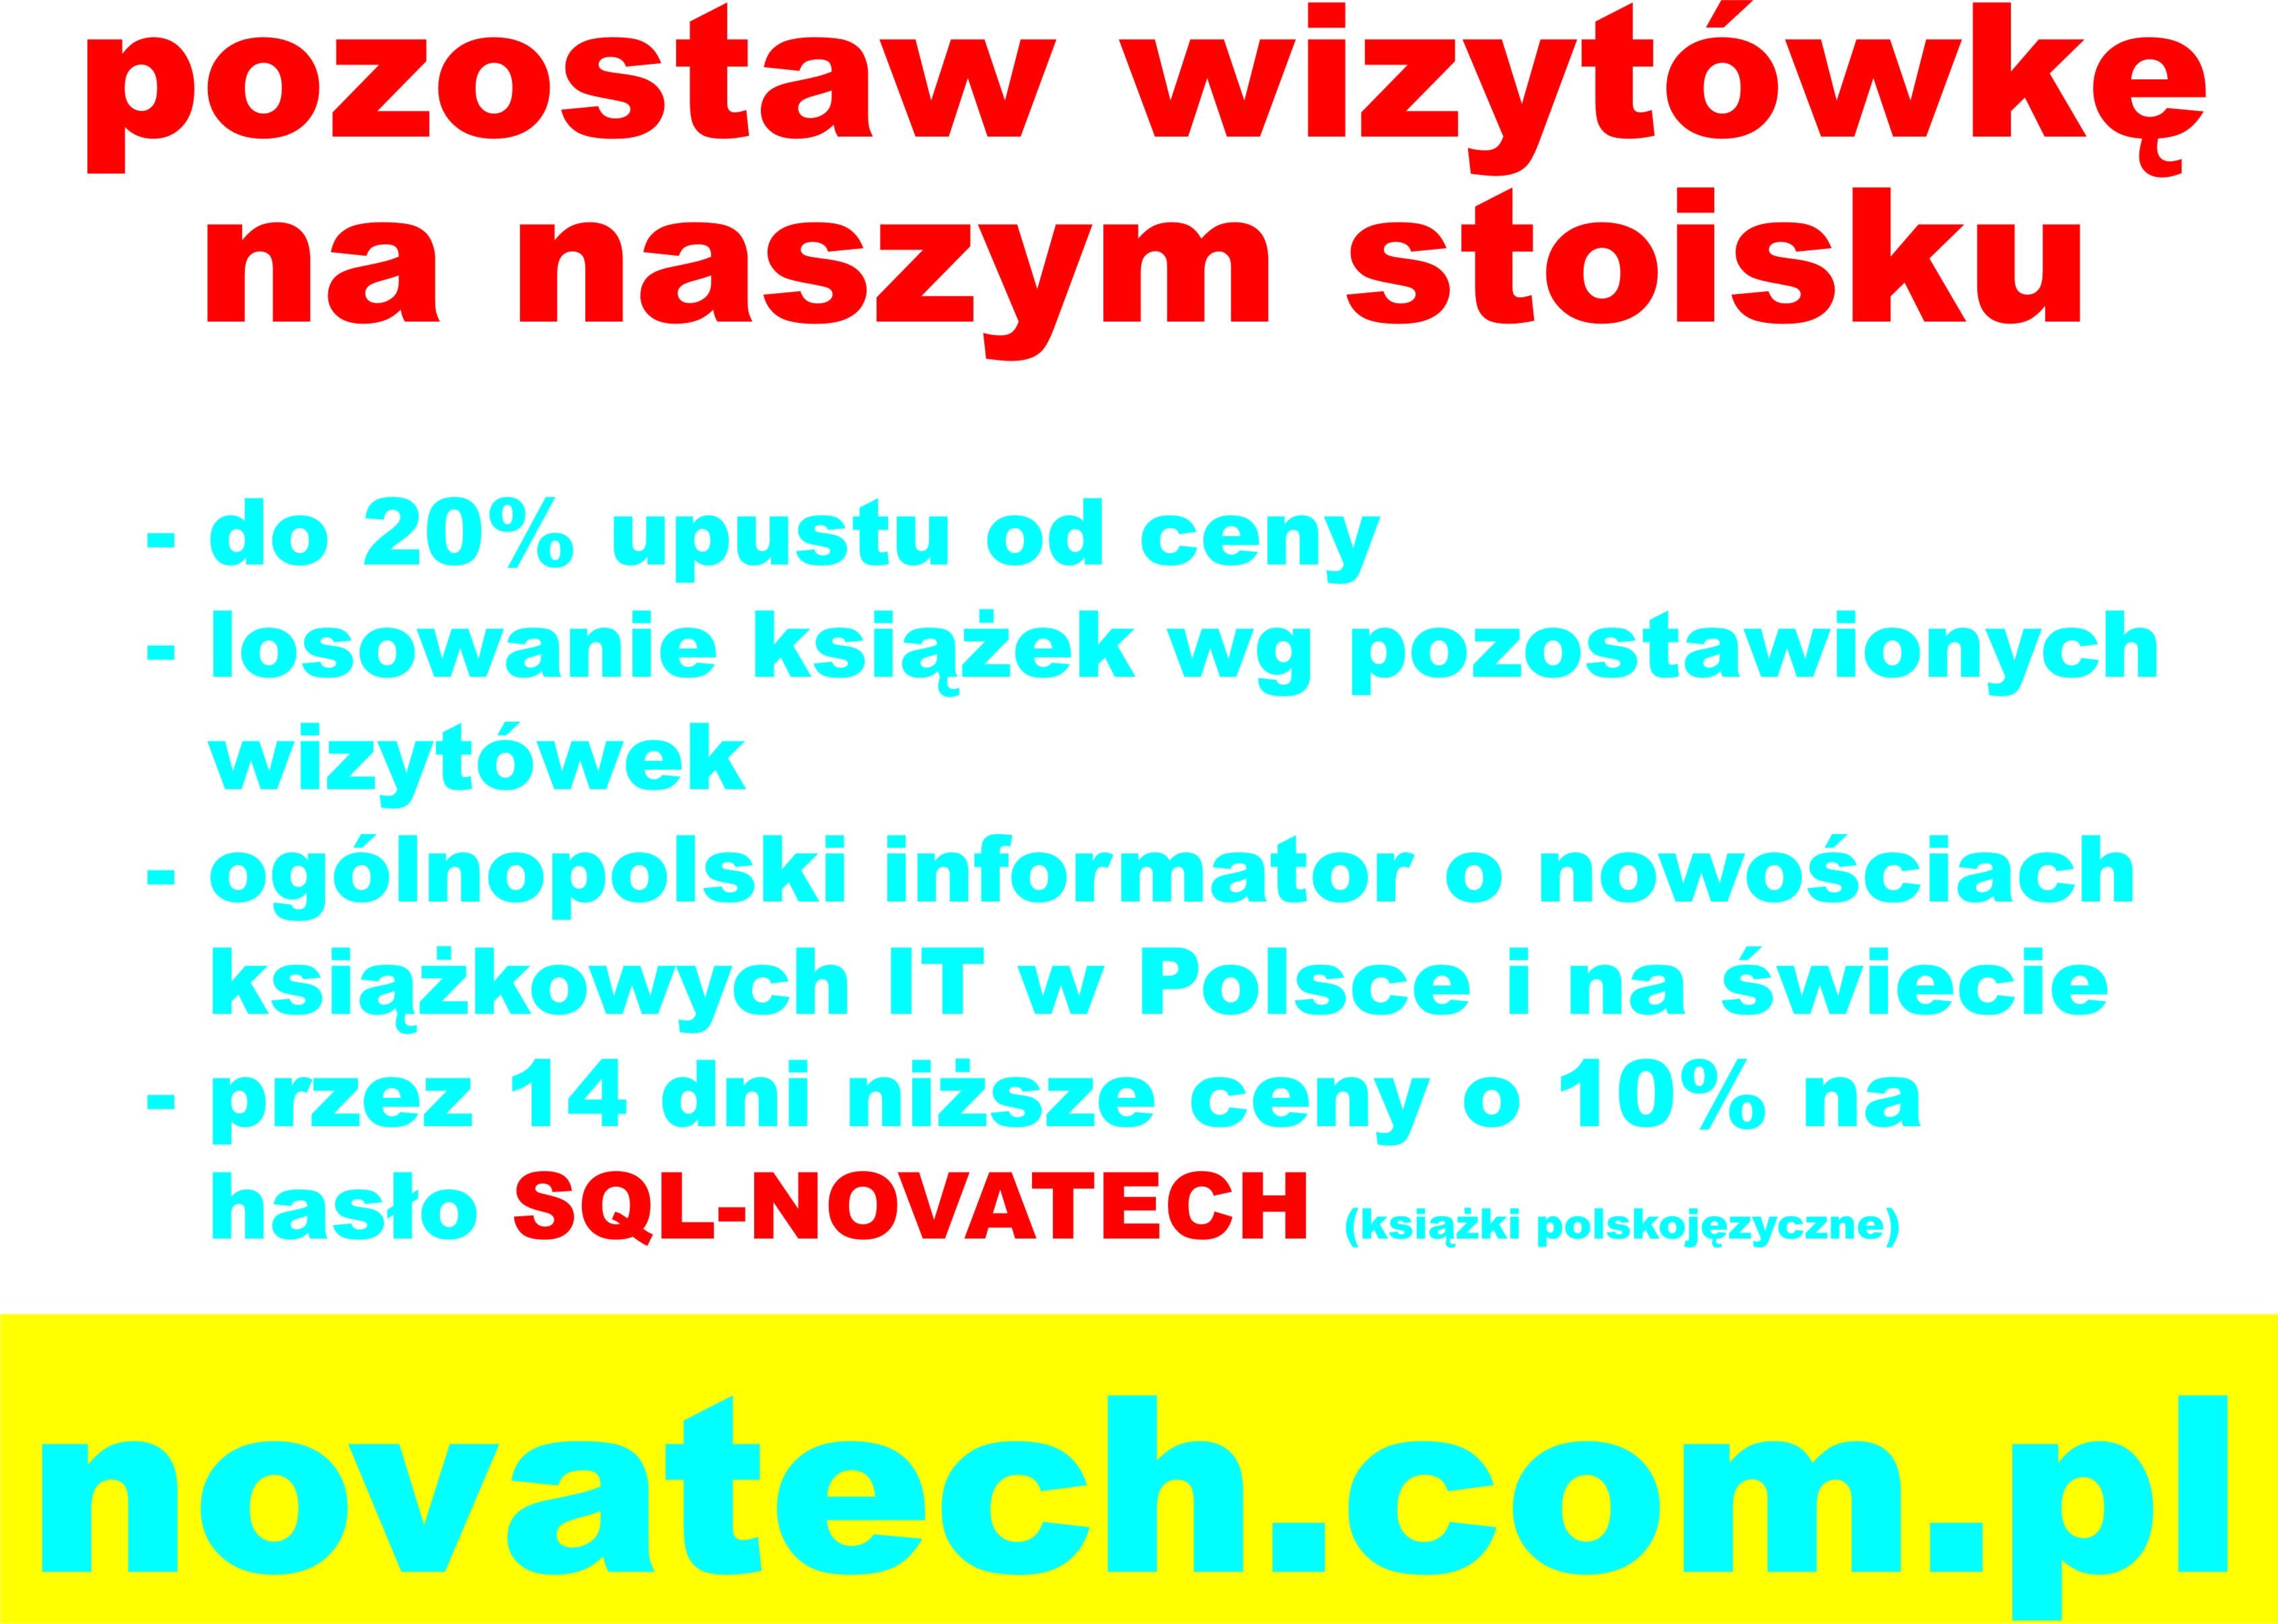 pozostaw wizytówkę
na naszym stoisku
- do 20% upustu od ceny
- losowanie książek wg pozostawionych
wizytówek
- ogólnopolski informator o nowościach
książkowych IT w Polsce i na świecie
- przez 14 dni niższe ceny o 10% na
hasło SQL-NOVATECH (książki polskojęzyczne)
novatech.com.pl